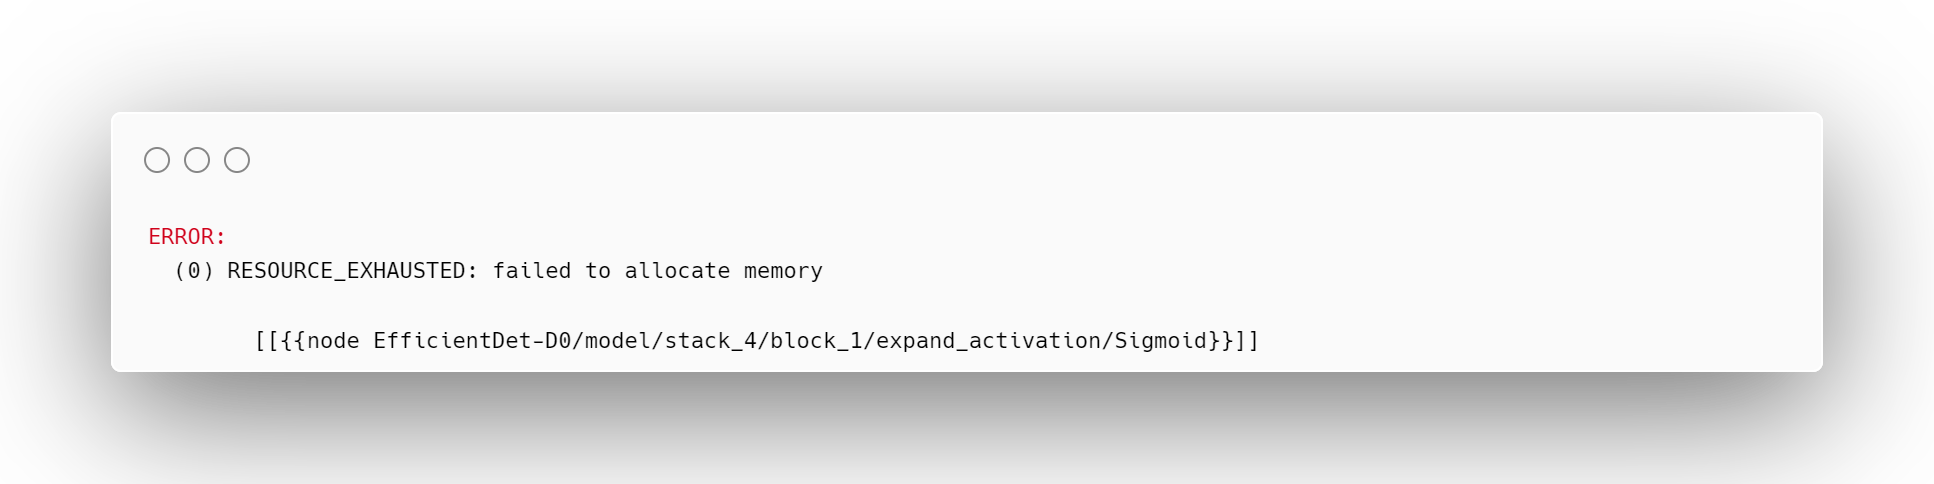 ERROR:
(0) RESOURCE_EXHAUSTED: failed to allocate memory
[[{{node EfficientDet-D0/model/stack_4/block_1/expand_activation/Sigmoid}}]]